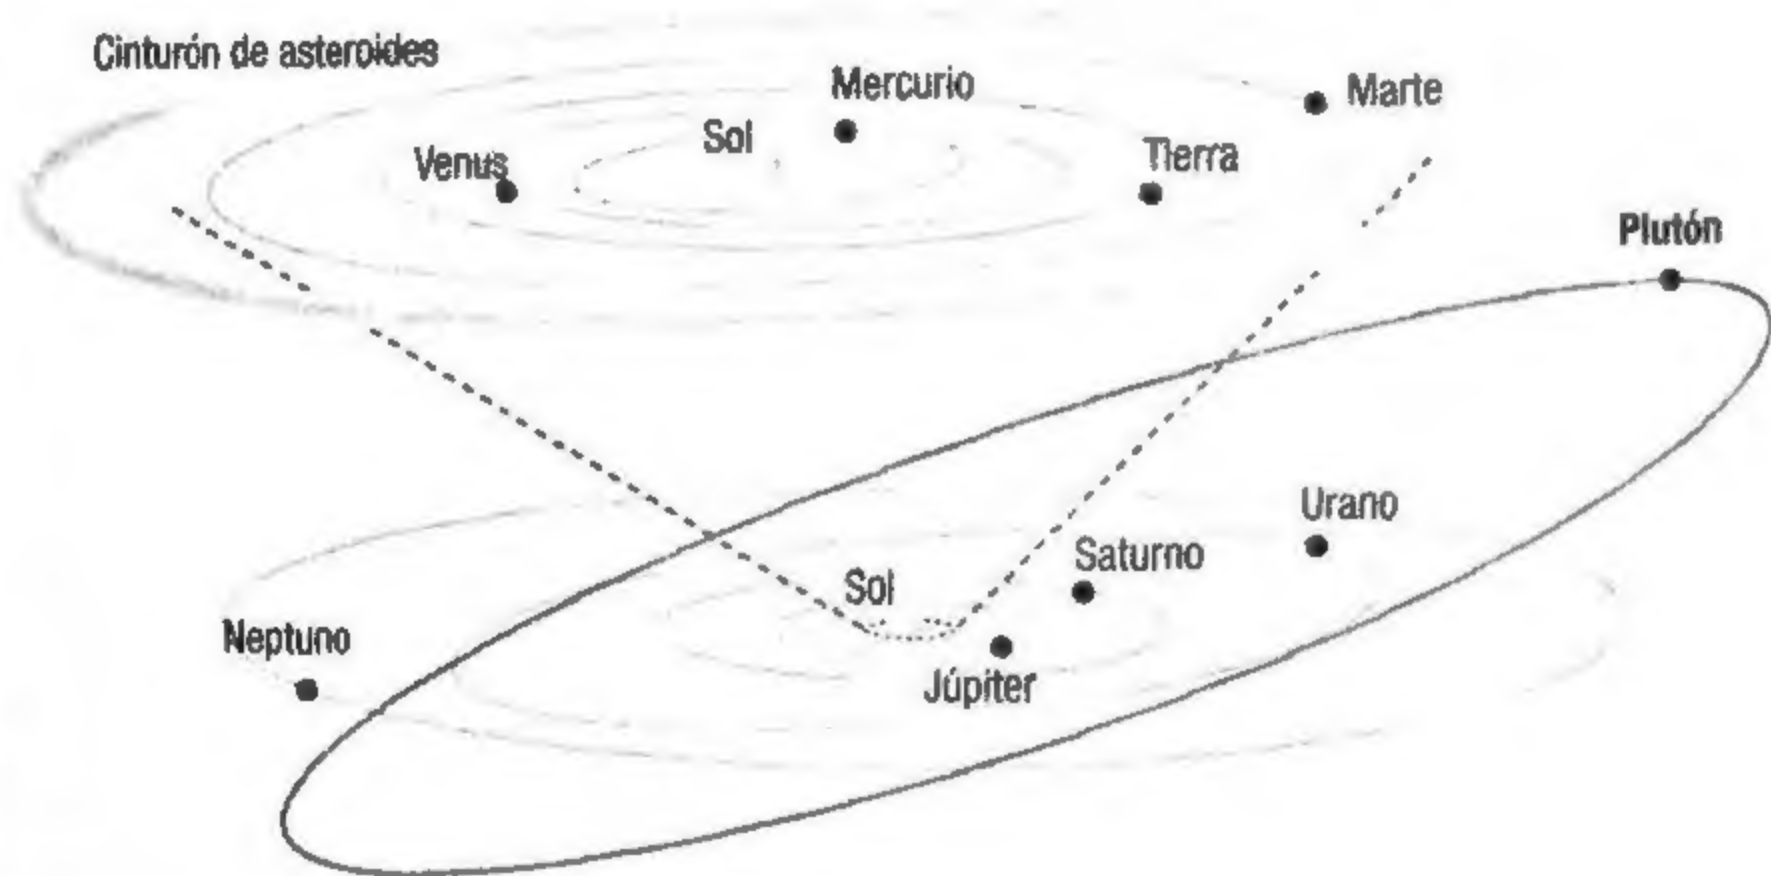 Cinturón de asteroides
Mercurio
Marte
Sol
Venus
Tierra
Plutón
Urano
Saturno
Sol
Neptuno
Júpiter